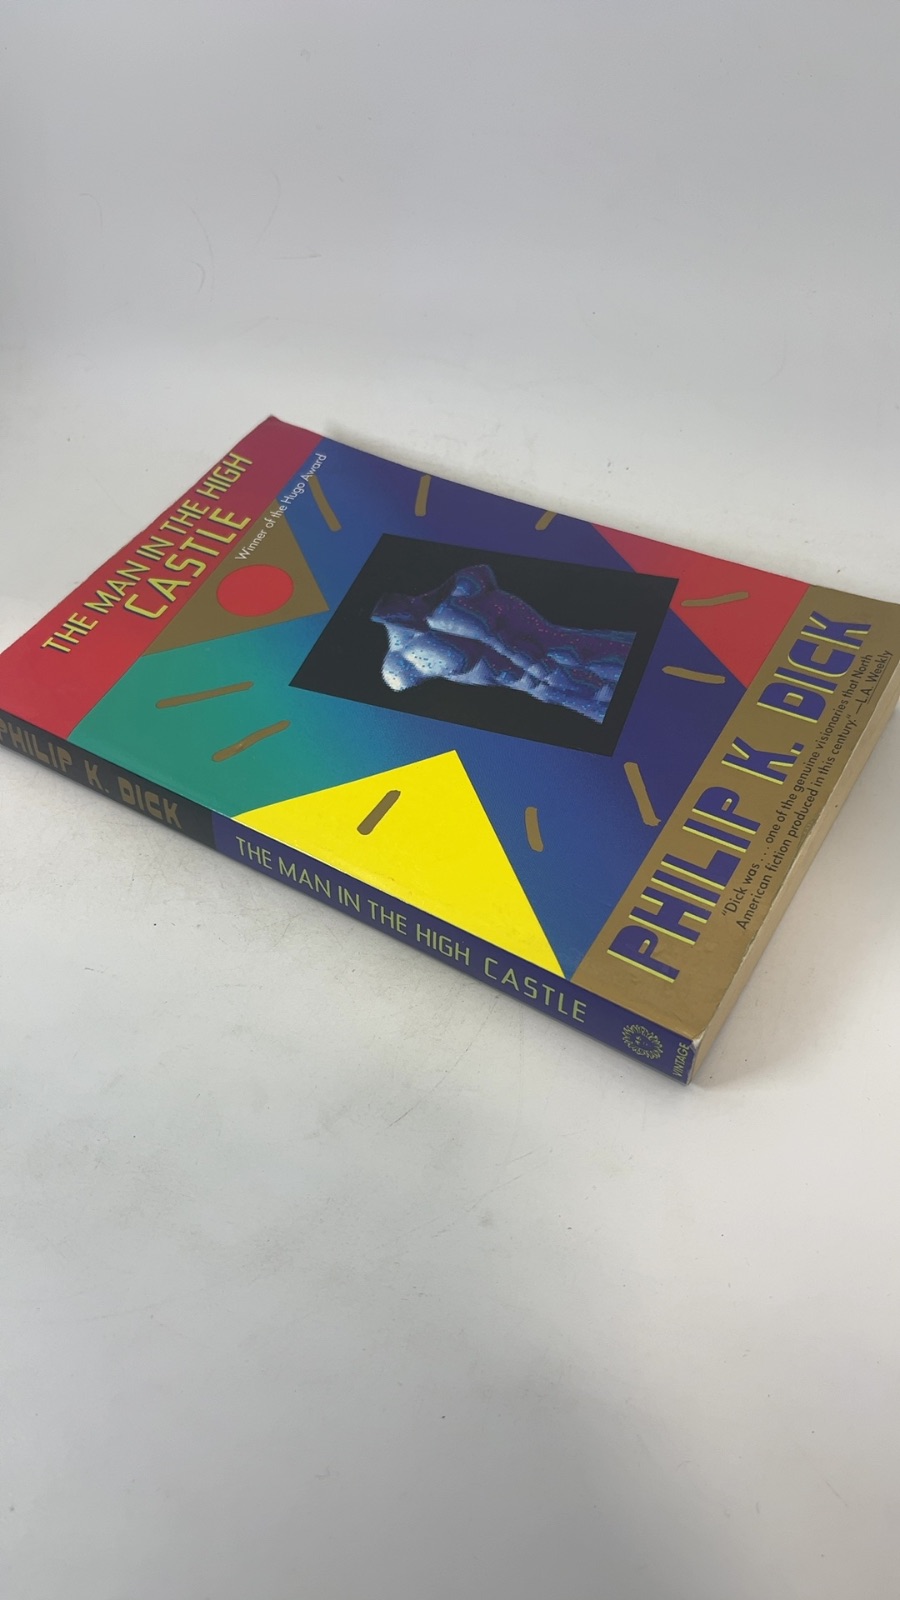 THE MAN IN THE HIGH
CASTLE
Winner of the Hugo Award
PHILIP K. DICK
"Dick was . . . one of the genuine visionaries that North
American fiction produced in this century." —L.A. Weekly
PHILIP K. DICK
THE MAN IN THE HIGH CASTLE
VINTAGE